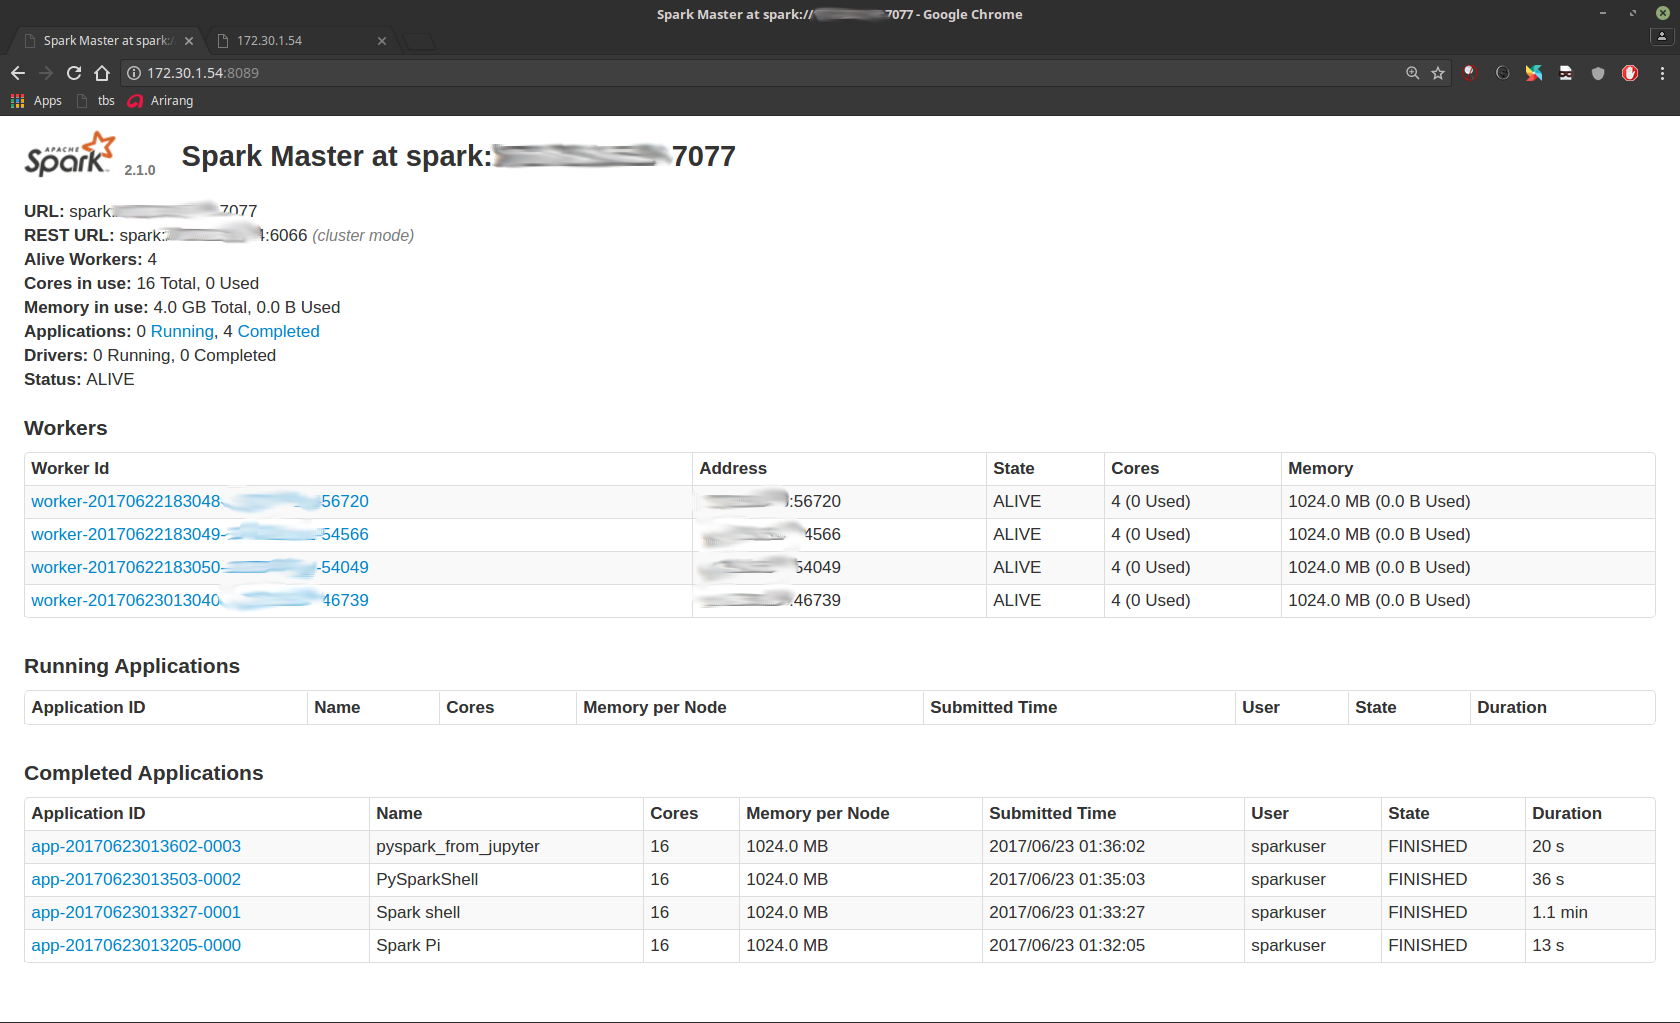 Spark Master at spark:// 7077 - Google Chrome
Spark Master at spark:/
172.30.1.54
172.30.1.54:8089
Apps tbs Arirang
APACHE Spark 2.1.0 Spark Master at spark: 7077
URL: spark: 7077
REST URL: spark: :6066 (cluster mode)
Alive Workers: 4
Cores in use: 16 Total, 0 Used
Memory in use: 4.0 GB Total, 0.0 B Used
Applications: 0 Running, 4 Completed
Drivers: 0 Running, 0 Completed
Status: ALIVE
Workers
Worker Id Address State Cores Memory
worker-20170622183048- 56720 :56720 ALIVE 4 (0 Used) 1024.0 MB (0.0 B Used)
worker-20170622183049- -54566 4566 ALIVE 4 (0 Used) 1024.0 MB (0.0 B Used)
worker-20170622183050- -54049 54049 ALIVE 4 (0 Used) 1024.0 MB (0.0 B Used)
worker-20170623013040 46739 :46739 ALIVE 4 (0 Used) 1024.0 MB (0.0 B Used)
Running Applications
Application ID Name Cores Memory per Node Submitted Time User State Duration
Completed Applications
Application ID Name Cores Memory per Node Submitted Time User State Duration
app-20170623013602-0003 pyspark_from_jupyter 16 1024.0 MB 2017/06/23 01:36:02 sparkuser FINISHED 20 s
app-20170623013503-0002 PySparkShell 16 1024.0 MB 2017/06/23 01:35:03 sparkuser FINISHED 36 s
app-20170623013327-0001 Spark shell 16 1024.0 MB 2017/06/23 01:33:27 sparkuser FINISHED 1.1 min
app-20170623013205-0000 Spark Pi 16 1024.0 MB 2017/06/23 01:32:05 sparkuser FINISHED 13 s